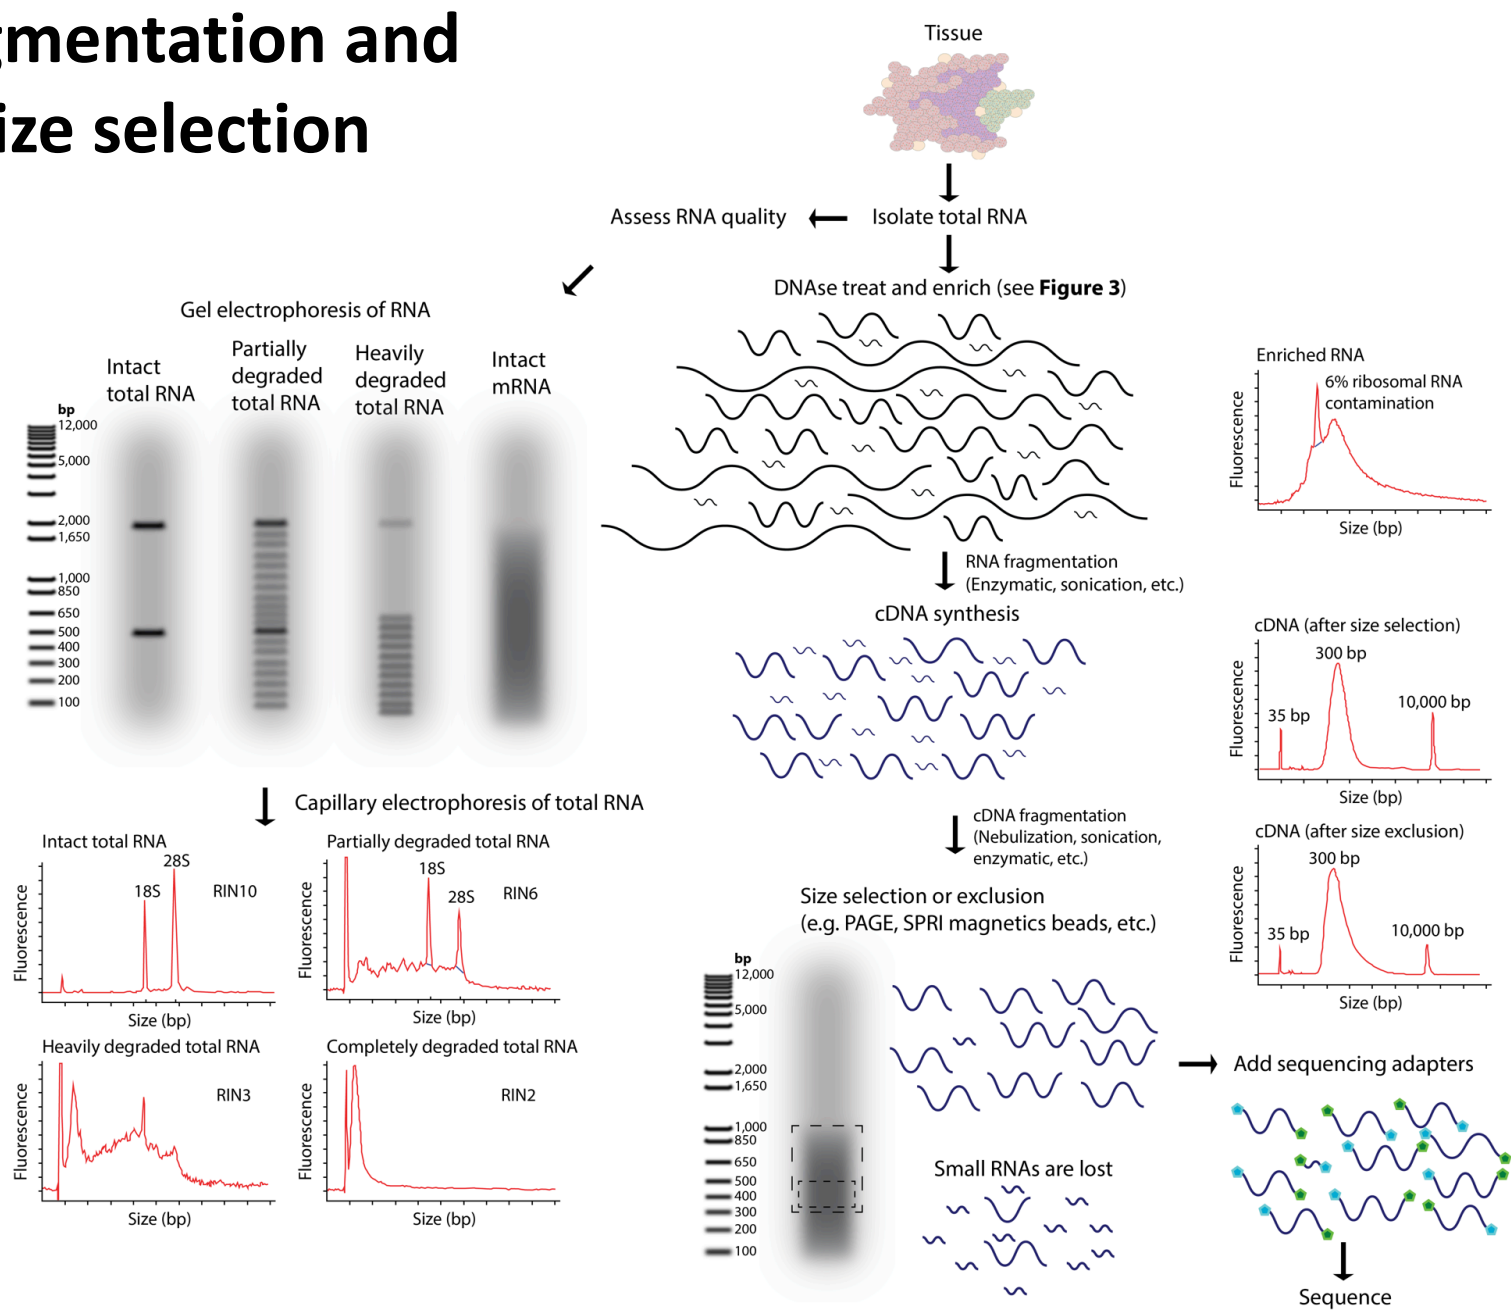 gmentation and
ize selection
Tissue
Isolate total RNA
Assess RNA quality
DNAse treat and enrich (see Figure 3)
Gel electrophoresis of RNA
Intact
total RNA
Partially
degraded
total RNA
Heavily
degraded
total RNA
Intact
mRNA
bp
12,000
5,000
2,000
1,650
1,000
850
650
500
400
300
200
100
Enriched RNA
6% ribosomal RNA
contamination
Fluorescence
Size (bp)
RNA fragmentation
(Enzymatic, sonication, etc.)
cDNA synthesis
cDNA (after size selection)
300 bp
35 bp
10,000 bp
Fluorescence
Size (bp)
cDNA fragmentation
(Nebulization, sonication,
enzymatic, etc.)
cDNA (after size exclusion)
300 bp
35 bp
10,000 bp
Fluorescence
Size (bp)
Capillary electrophoresis of total RNA
Intact total RNA
18S
28S
RIN10
Fluorescence
Size (bp)
Partially degraded total RNA
18S
28S
RIN6
Fluorescence
Size (bp)
Heavily degraded total RNA
RIN3
Fluorescence
Size (bp)
Completely degraded total RNA
RIN2
Fluorescence
Size (bp)
Size selection or exclusion
(e.g. PAGE, SPRI magnetics beads, etc.)
bp
12,000
5,000
2,000
1,650
1,000
850
650
500
400
300
200
100
Small RNAs are lost
Add sequencing adapters
Sequence